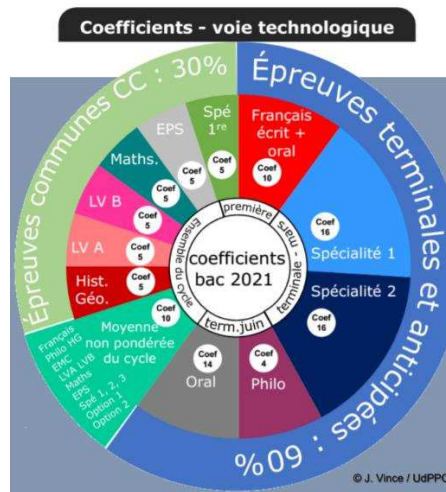 Coefficients - voie technologique
Épreuves communes CC : 30%
Épreuves terminales
et anticipées : 60%
Spé
1re
Coef
5
Français
écrit +
oral
Coef
10
Coef
16
Spécialité 1
Spécialité 2
Coef
16
Coef
4
Philo
Coef
14
Oral
Coef
10
Moyenne
non pondérée
du cycle
Français
Philo HG
EMC
LVA LVB
Maths
EPS
Spé 1, 2, 3
Option 1
Option 2
Hist.
Géo.
Coef
5
LV A
Coef
5
LV B
Coef
5
Maths.
Coef
5
EPS
Coef
5
première
mars - terminale
term.juin
Ensemble du cycle
coefficients
bac 2021
© J. Vince / UdPPC